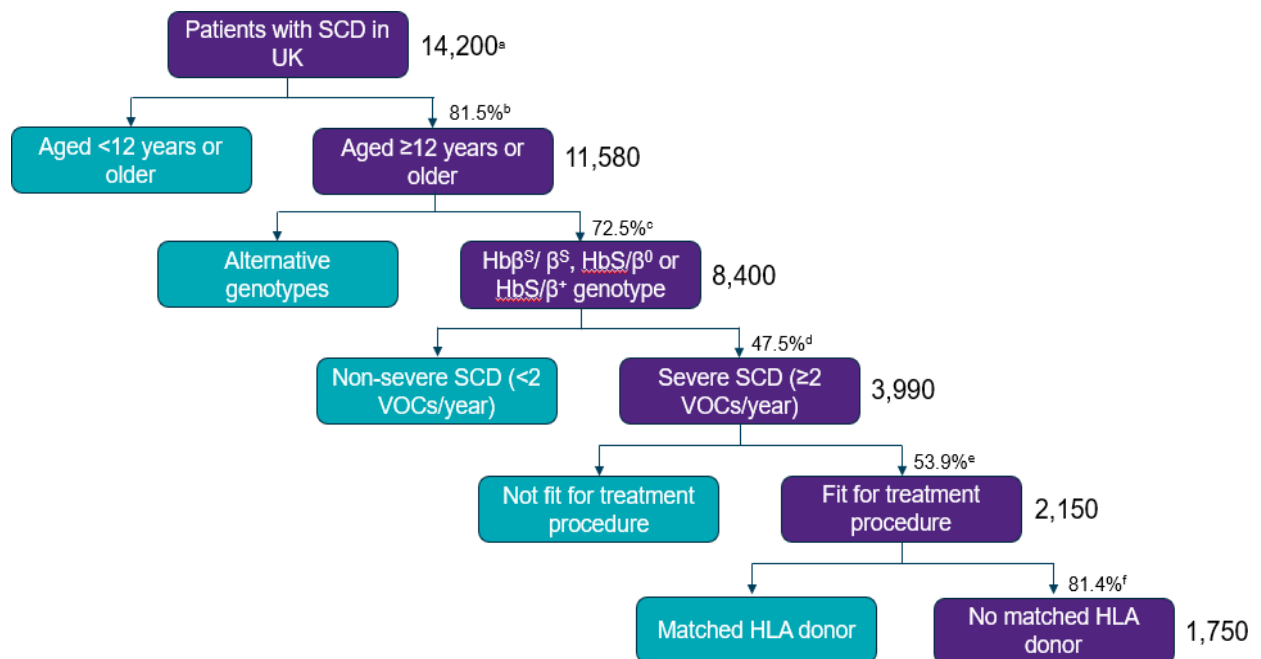 Patients with SCD in
UK
14,200ᵃ
81.5%ᵇ
Aged <12 years or
older
Aged ≥12 years or
older
11,580
72.5%ᶜ
Alternative
genotypes
Hbβˢ/ βˢ, HbS/β⁰ or
HbS/β⁺ genotype
8,400
47.5%ᵈ
Non-severe SCD (<2
VOCs/year)
Severe SCD (≥2
VOCs/year)
3,990
53.9%ᵉ
Not fit for treatment
procedure
Fit for treatment
procedure
2,150
81.4%ᶠ
Matched HLA donor
No matched HLA
donor
1,750